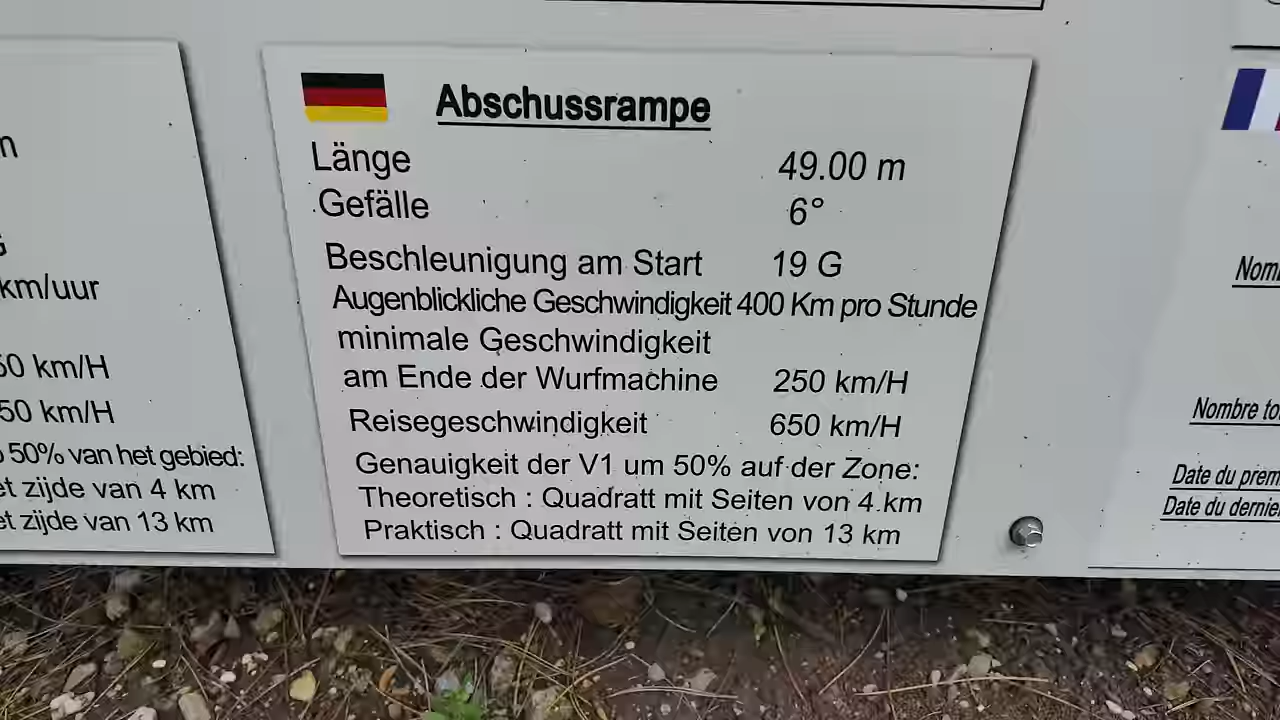 n
km/uur
50 km/H
50 km/H
50% van het gebied:
et zijde van 4 km
et zijde van 13 km
Abschussrampe
Länge 49.00 m
Gefälle 6°
Beschleunigung am Start 19 G
Augenblickliche Geschwindigkeit 400 Km pro Stunde
minimale Geschwindigkeit
am Ende der Wurfmachine 250 km/H
Reisegeschwindigkeit 650 km/H
Genauigkeit der V1 um 50% auf der Zone:
Theoretisch : Quadratt mit Seiten von 4 km
Praktisch : Quadratt mit Seiten von 13 km
Nom
Nombre to
Date du prem
Date du dernie